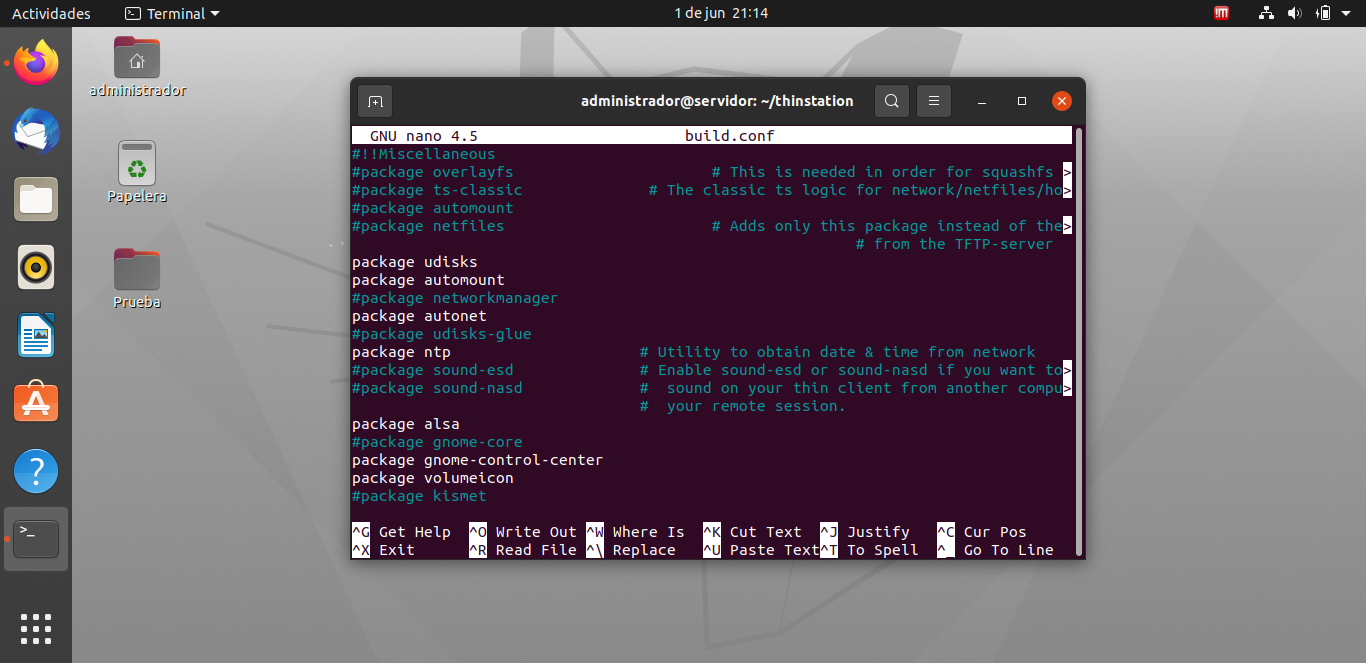 Actividades Terminal 1 de jun 21:14
administrador
Papelera
Prueba
administrador@servidor: ~/thinstation
GNU nano 4.5 build.conf
#!!Miscellaneous
#package overlayfs # This is needed in order for squashfs >
#package ts-classic # The classic ts logic for network/netfiles/ho>
#package automount
#package netfiles # Adds only this package instead of the>
# from the TFTP-server
package udisks
package automount
#package networkmanager
package autonet
#package udisks-glue
package ntp # Utility to obtain date & time from network
#package sound-esd # Enable sound-esd or sound-nasd if you want to>
#package sound-nasd # sound on your thin client from another compu>
# your remote session.
package alsa
#package gnome-core
package gnome-control-center
package volumeicon
#package kismet
^G Get Help ^O Write Out ^W Where Is ^K Cut Text ^J Justify ^C Cur Pos
^X Exit ^R Read File ^\ Replace ^U Paste Text ^T To Spell ^_ Go To Line